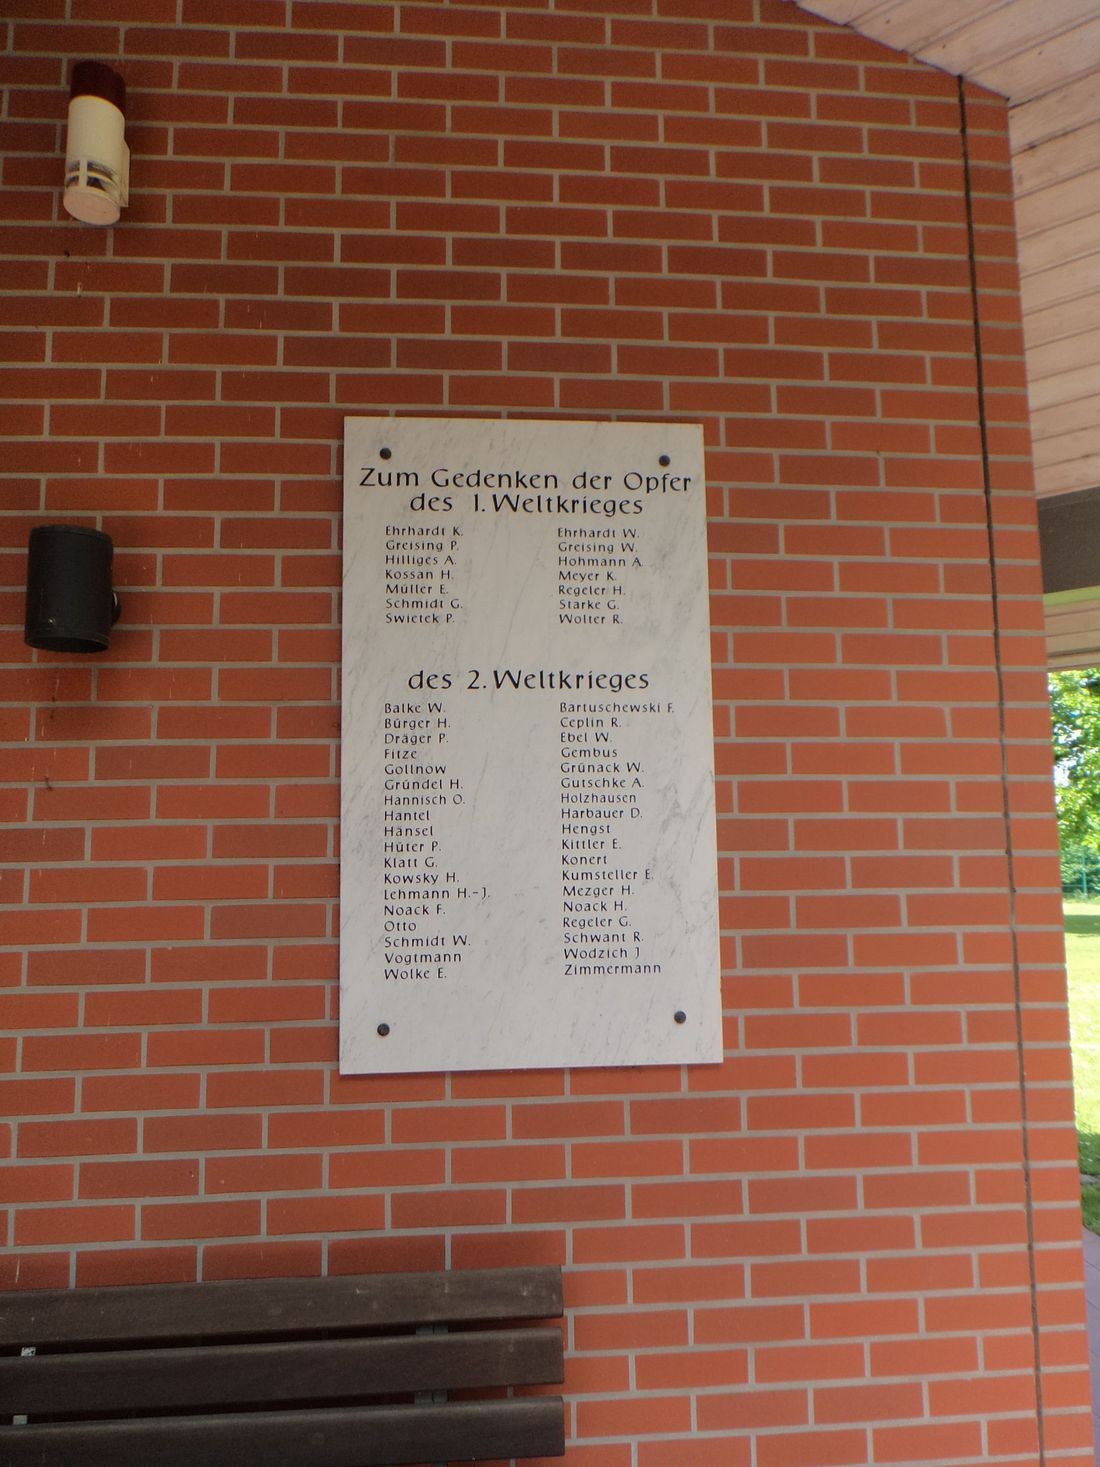 Zum Gedenken der Opfer
des 1. Weltkrieges
Ehrhardt K.
Greising P.
Hilliges A.
Kossan H.
Müller E.
Schmidt G.
Swietek P.
Ehrhardt W.
Greising W.
Hohmann A.
Meyer K.
Regeler H.
Starke G.
Wolter R.
des 2. Weltkrieges
Balke W.
Bürger H.
Dräger P.
Fitze
Gollnow
Gründel H.
Hannisch O.
Hantel
Hänsel
Hüter P.
Klatt G.
Kowsky H.
Lehmann H.-J.
Noack F.
Otto
Schmidt W.
Vogtmann
Wolke E.
Bartuschewski F.
Ceplin R.
Ebel W.
Gembus
Grünack W.
Gutschke A.
Holzhausen
Harbauer D.
Hengst
Kittler E.
Konert
Kumsteller E.
Mezger H.
Noack H.
Regeler G.
Schwant R.
Wodzich J
Zimmermann